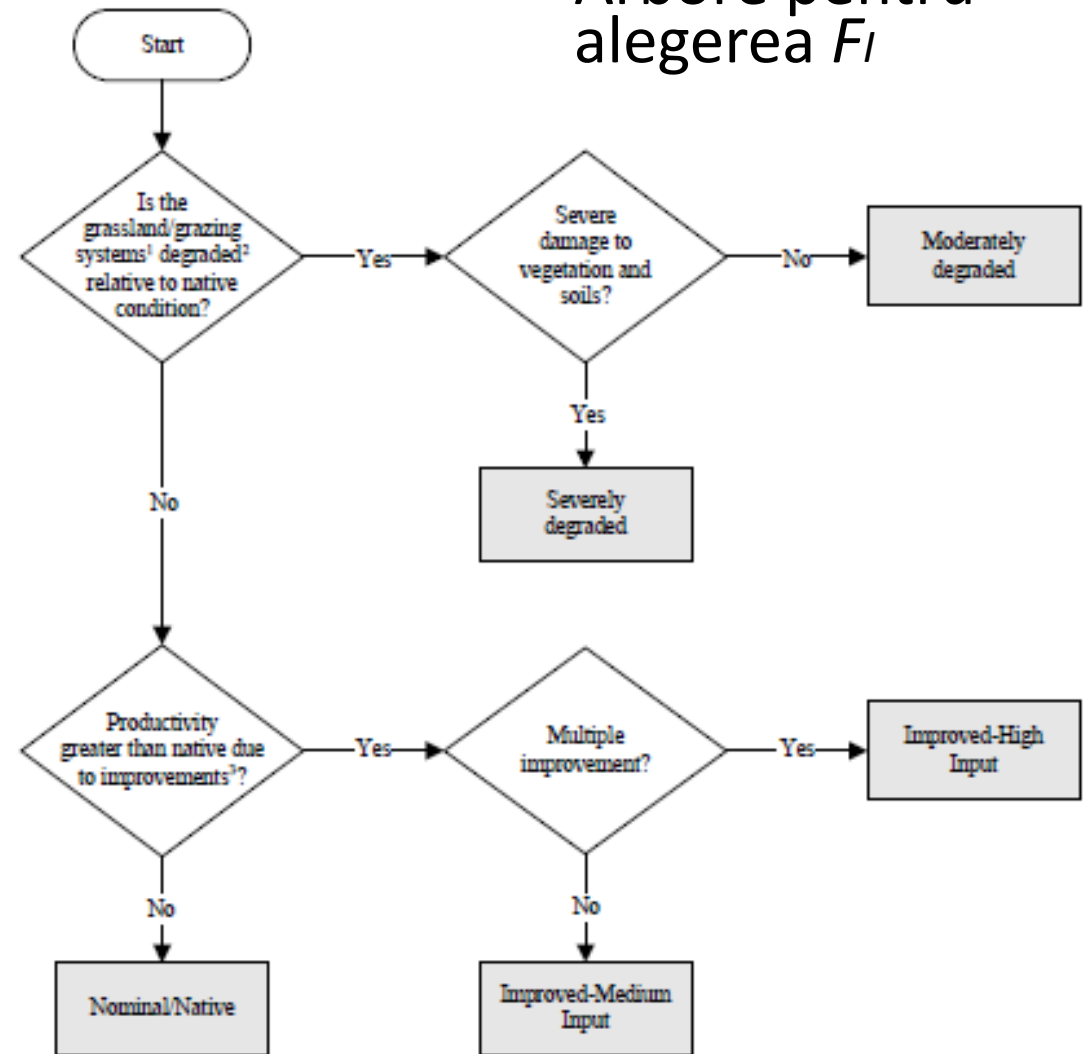 Arbore pentru
alegerea FI
Start
Is the
grassland/grazing
systems¹ degraded²
relative to native
condition?
Yes
Severe
damage to
vegetation and
soils?
No
Moderately
degraded
Yes
Severely
degraded
No
Productivity
greater than native due
to improvements³?
Yes
Multiple
improvement?
Yes
Improved-High
Input
No
Nominal/Native
No
Improved-Medium
Input